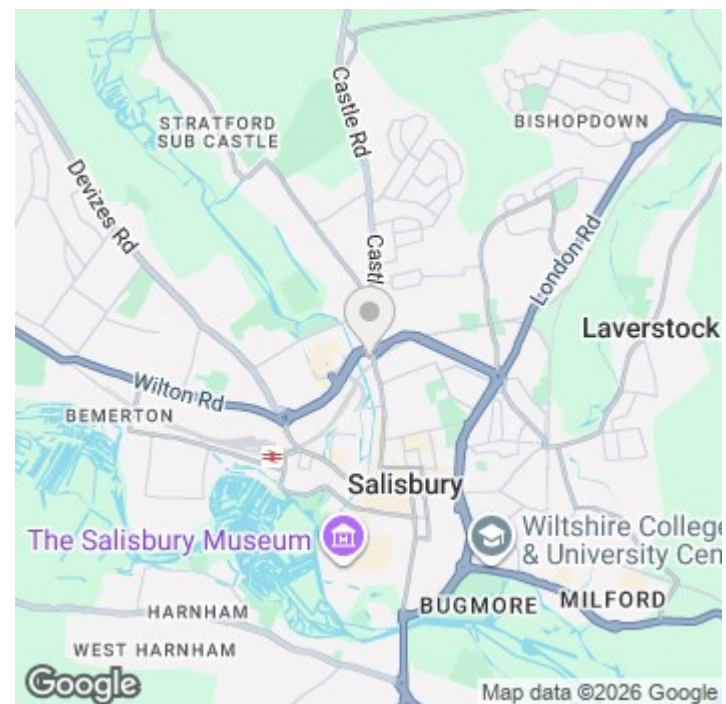 STRATFORD
SUB CASTLE
Castle Rd
BISHOPDOWN
Devizes Rd
Castl
London Rd
Laverstock
Wilton Rd
BEMERTON
Salisbury
The Salisbury Museum
Wiltshire College
& University Cen
HARNHAM
BUGMORE
MILFORD
WEST HARNHAM
Google
Map data ©2026 Google